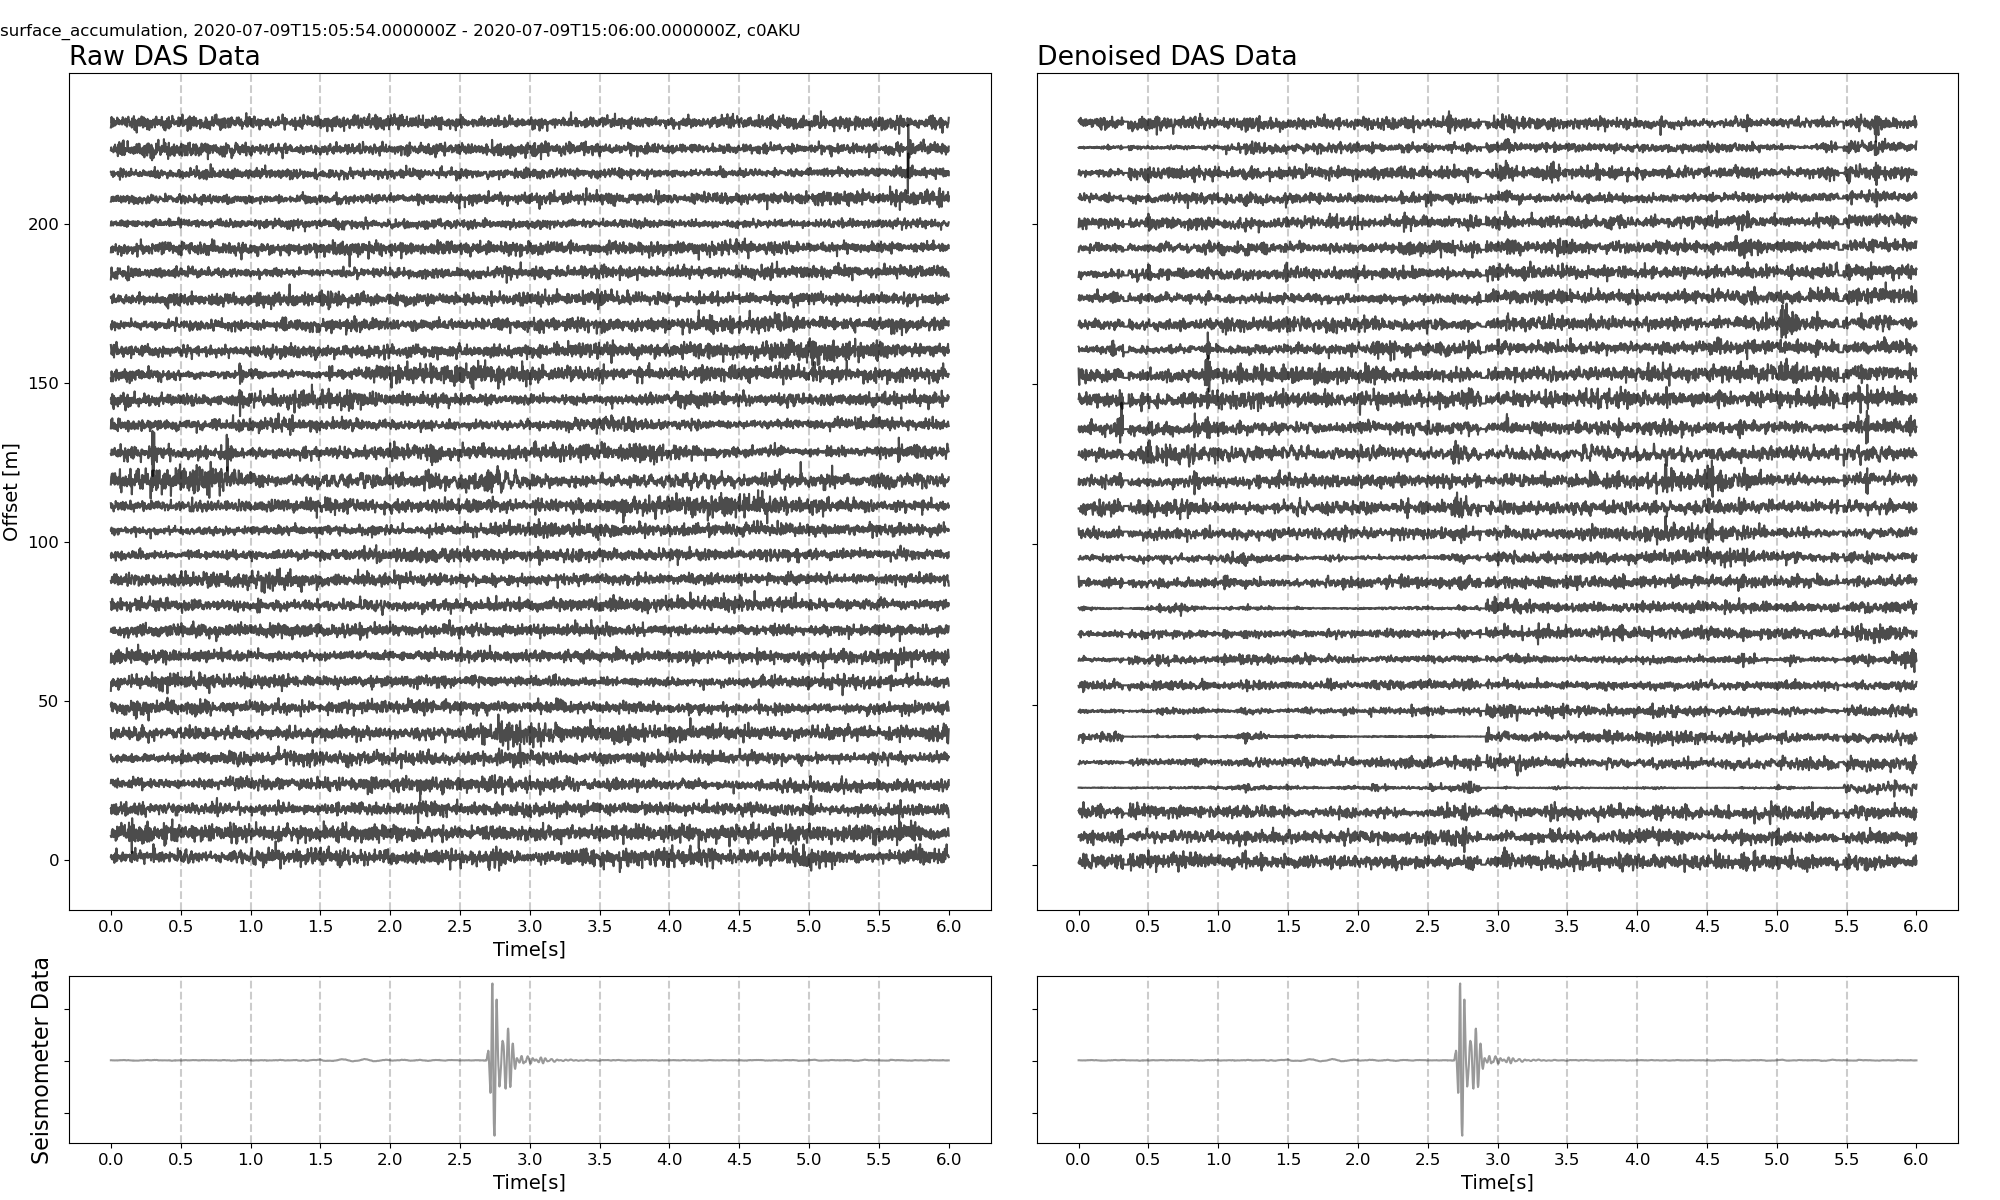 surface_accumulation, 2020-07-09T15:05:54.000000Z - 2020-07-09T15:06:00.000000Z, c0AKU
Raw DAS Data
Denoised DAS Data
Offset [m]
200
150
100
50
0
0.0 0.5 1.0 1.5 2.0 2.5 3.0 3.5 4.0 4.5 5.0 5.5 6.0
Time[s]
0.0 0.5 1.0 1.5 2.0 2.5 3.0 3.5 4.0 4.5 5.0 5.5 6.0
Seismometer Data
0.0 0.5 1.0 1.5 2.0 2.5 3.0 3.5 4.0 4.5 5.0 5.5 6.0
Time[s]
0.0 0.5 1.0 1.5 2.0 2.5 3.0 3.5 4.0 4.5 5.0 5.5 6.0
Time[s]